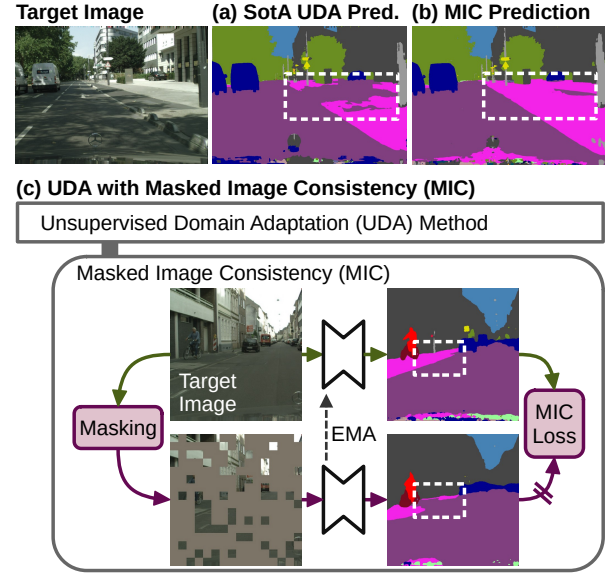 Target Image
(a) SotA UDA Pred.
(b) MIC Prediction
(c) UDA with Masked Image Consistency (MIC)
Unsupervised Domain Adaptation (UDA) Method
Masked Image Consistency (MIC)
Target
Image
Masking
EMA
MIC
Loss